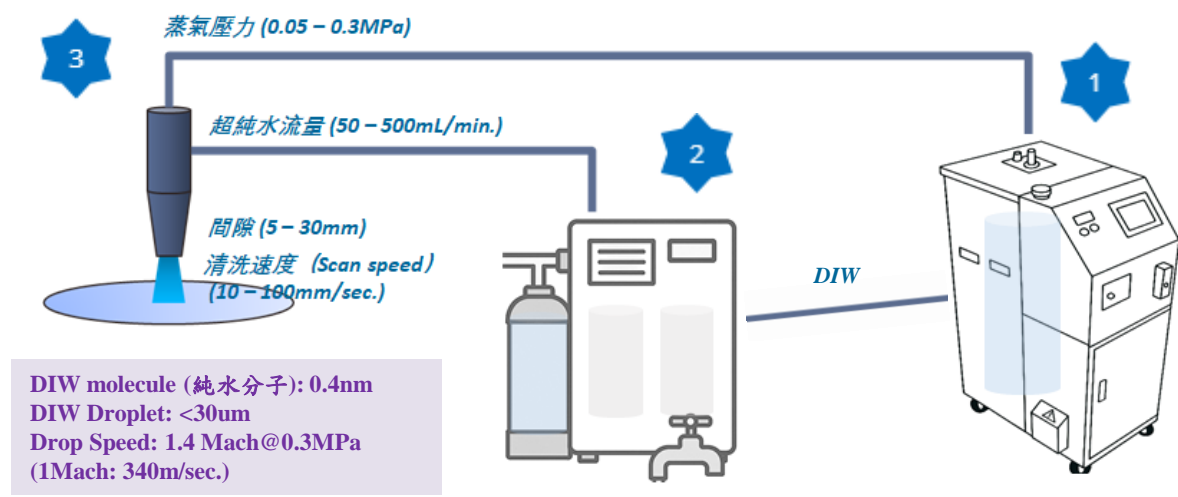 蒸氣壓力 (0.05 – 0.3MPa)
3
1
超純水流量 (50 – 500mL/min.)
2
間隙 (5 – 30mm)
清洗速度（Scan speed）
(10 – 100mm/sec.)
DIW
DIW molecule (純水分子): 0.4nm
DIW Droplet: <30um
Drop Speed: 1.4 Mach@0.3MPa
(1Mach: 340m/sec.)